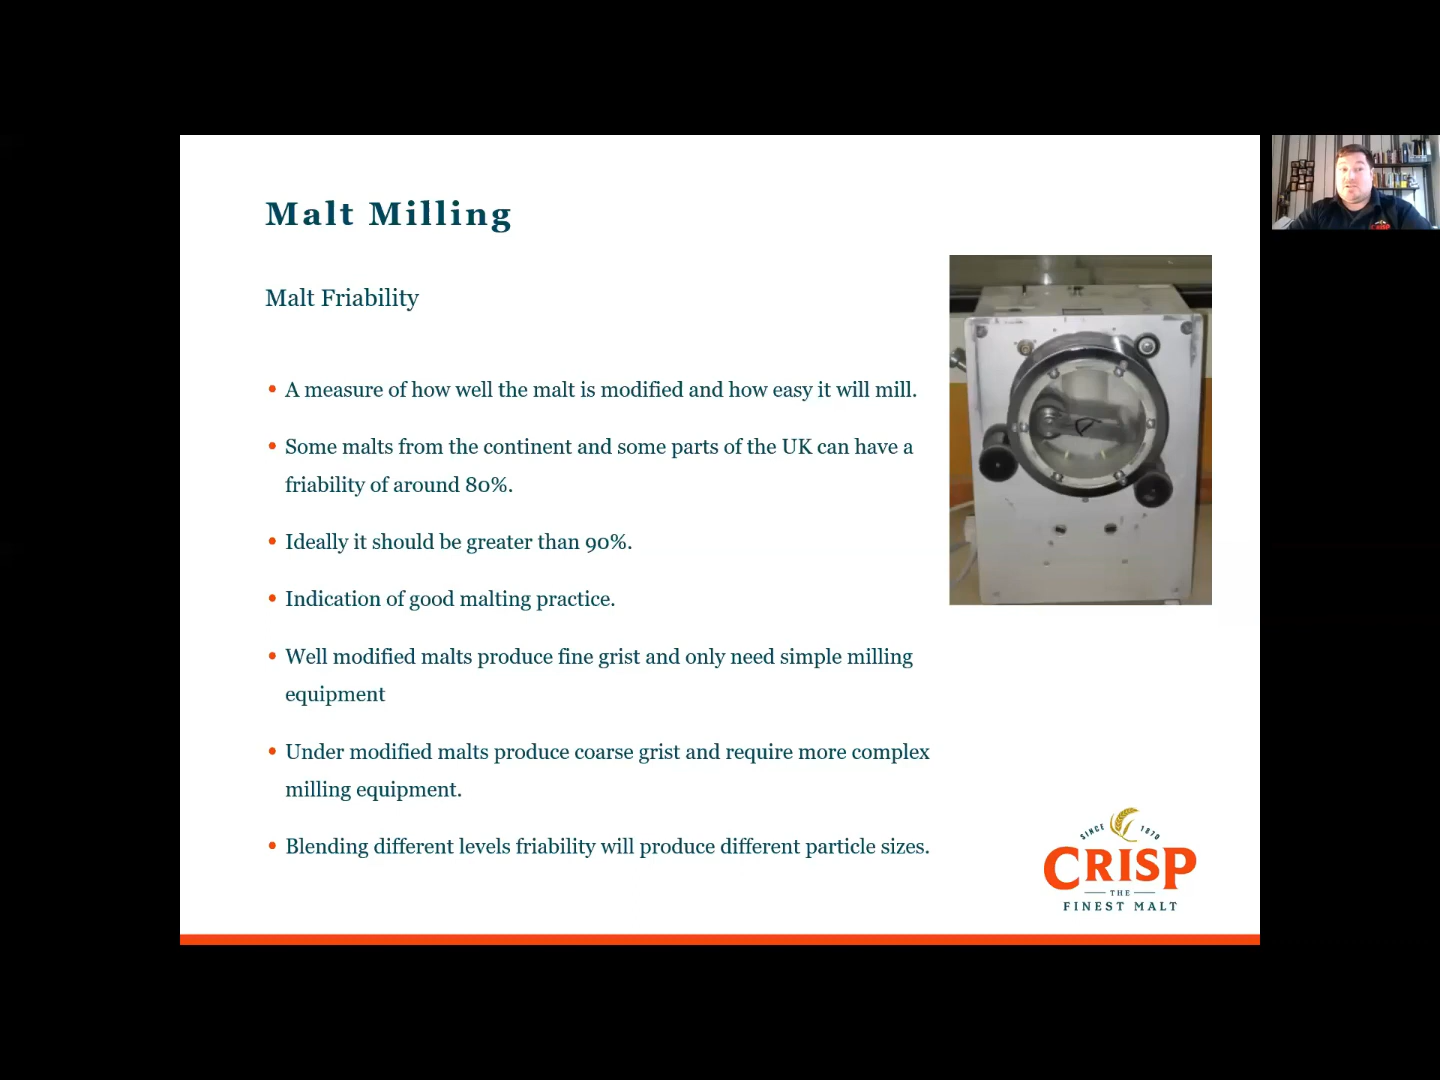 Malt Milling
Malt Friability
• A measure of how well the malt is modified and how easy it will mill.
• Some malts from the continent and some parts of the UK can have a
friability of around 80%.
• Ideally it should be greater than 90%.
• Indication of good malting practice.
• Well modified malts produce fine grist and only need simple milling
equipment
• Under modified malts produce coarse grist and require more complex
milling equipment.
• Blending different levels friability will produce different particle sizes.
SINCE 1870
CRISP
THE
FINEST MALT